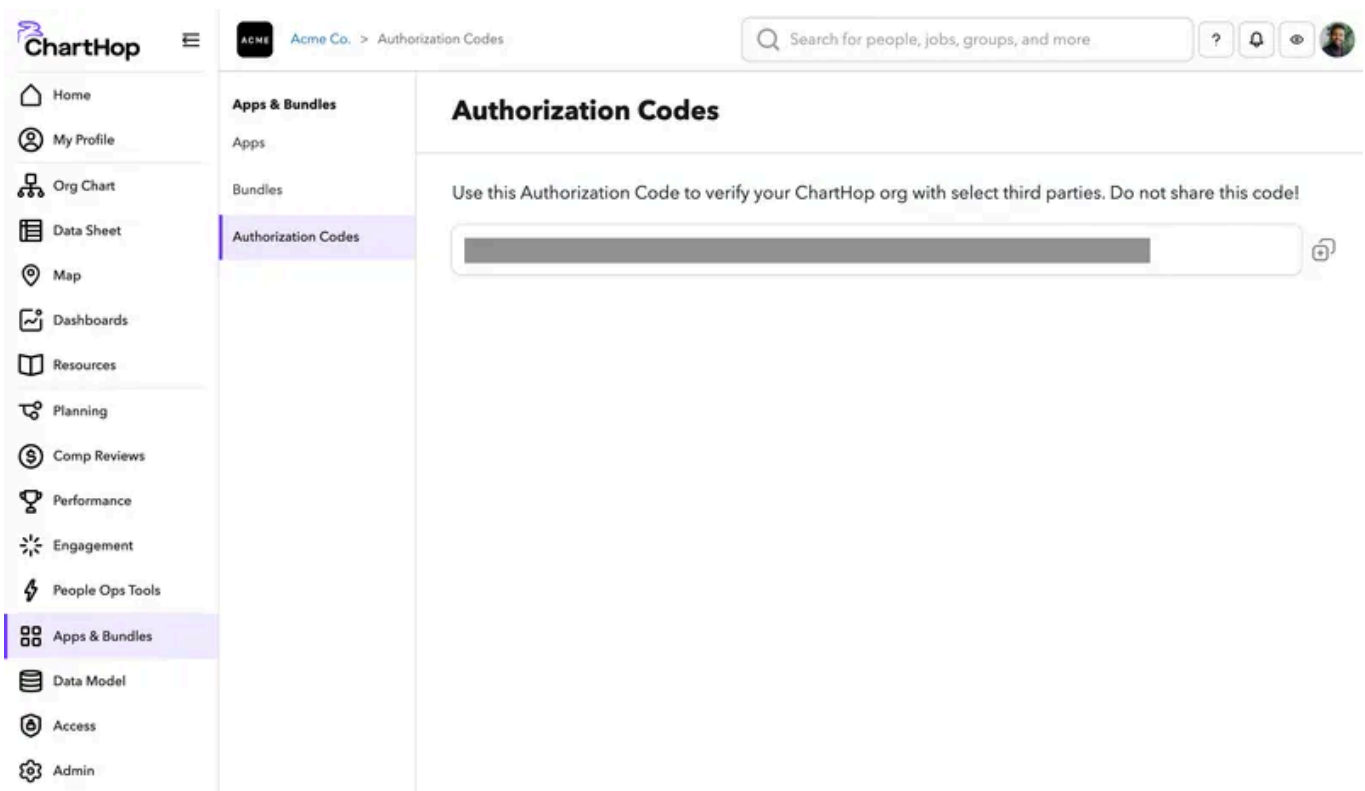 ChartHop
ACME
Acme Co. > Authorization Codes
Search for people, jobs, groups, and more
?
Home
My Profile
Org Chart
Data Sheet
Map
Dashboards
Resources
Planning
Comp Reviews
Performance
Engagement
People Ops Tools
Apps & Bundles
Data Model
Access
Admin
Apps & Bundles
Apps
Bundles
Authorization Codes
Authorization Codes
Use this Authorization Code to verify your ChartHop org with select third parties. Do not share this code!